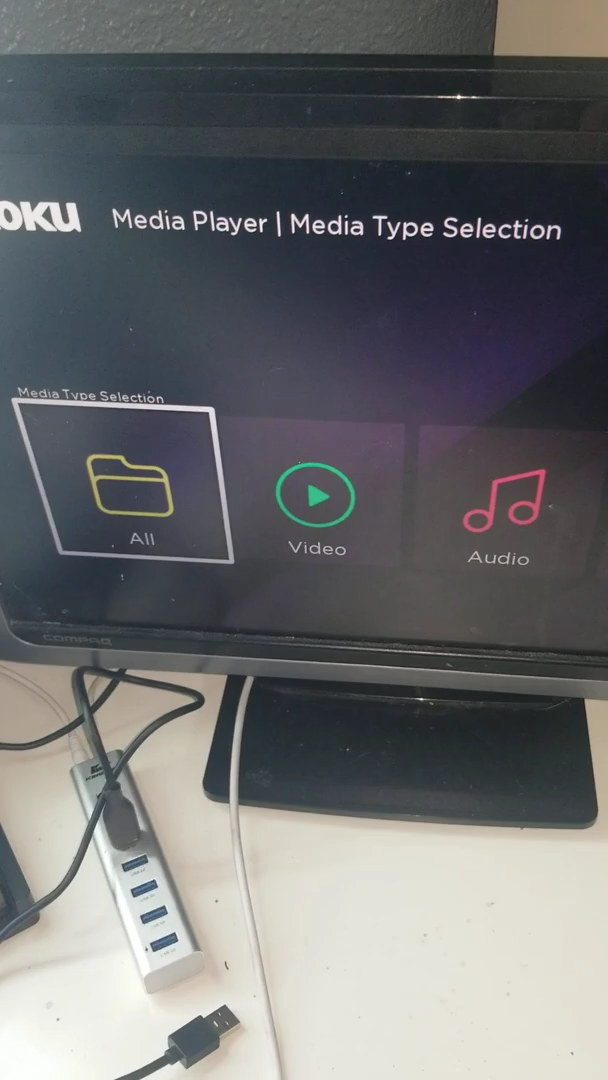 oku
Media Player | Media Type Selection
Media Type Selection
All
Video
Audio
COMPAQ